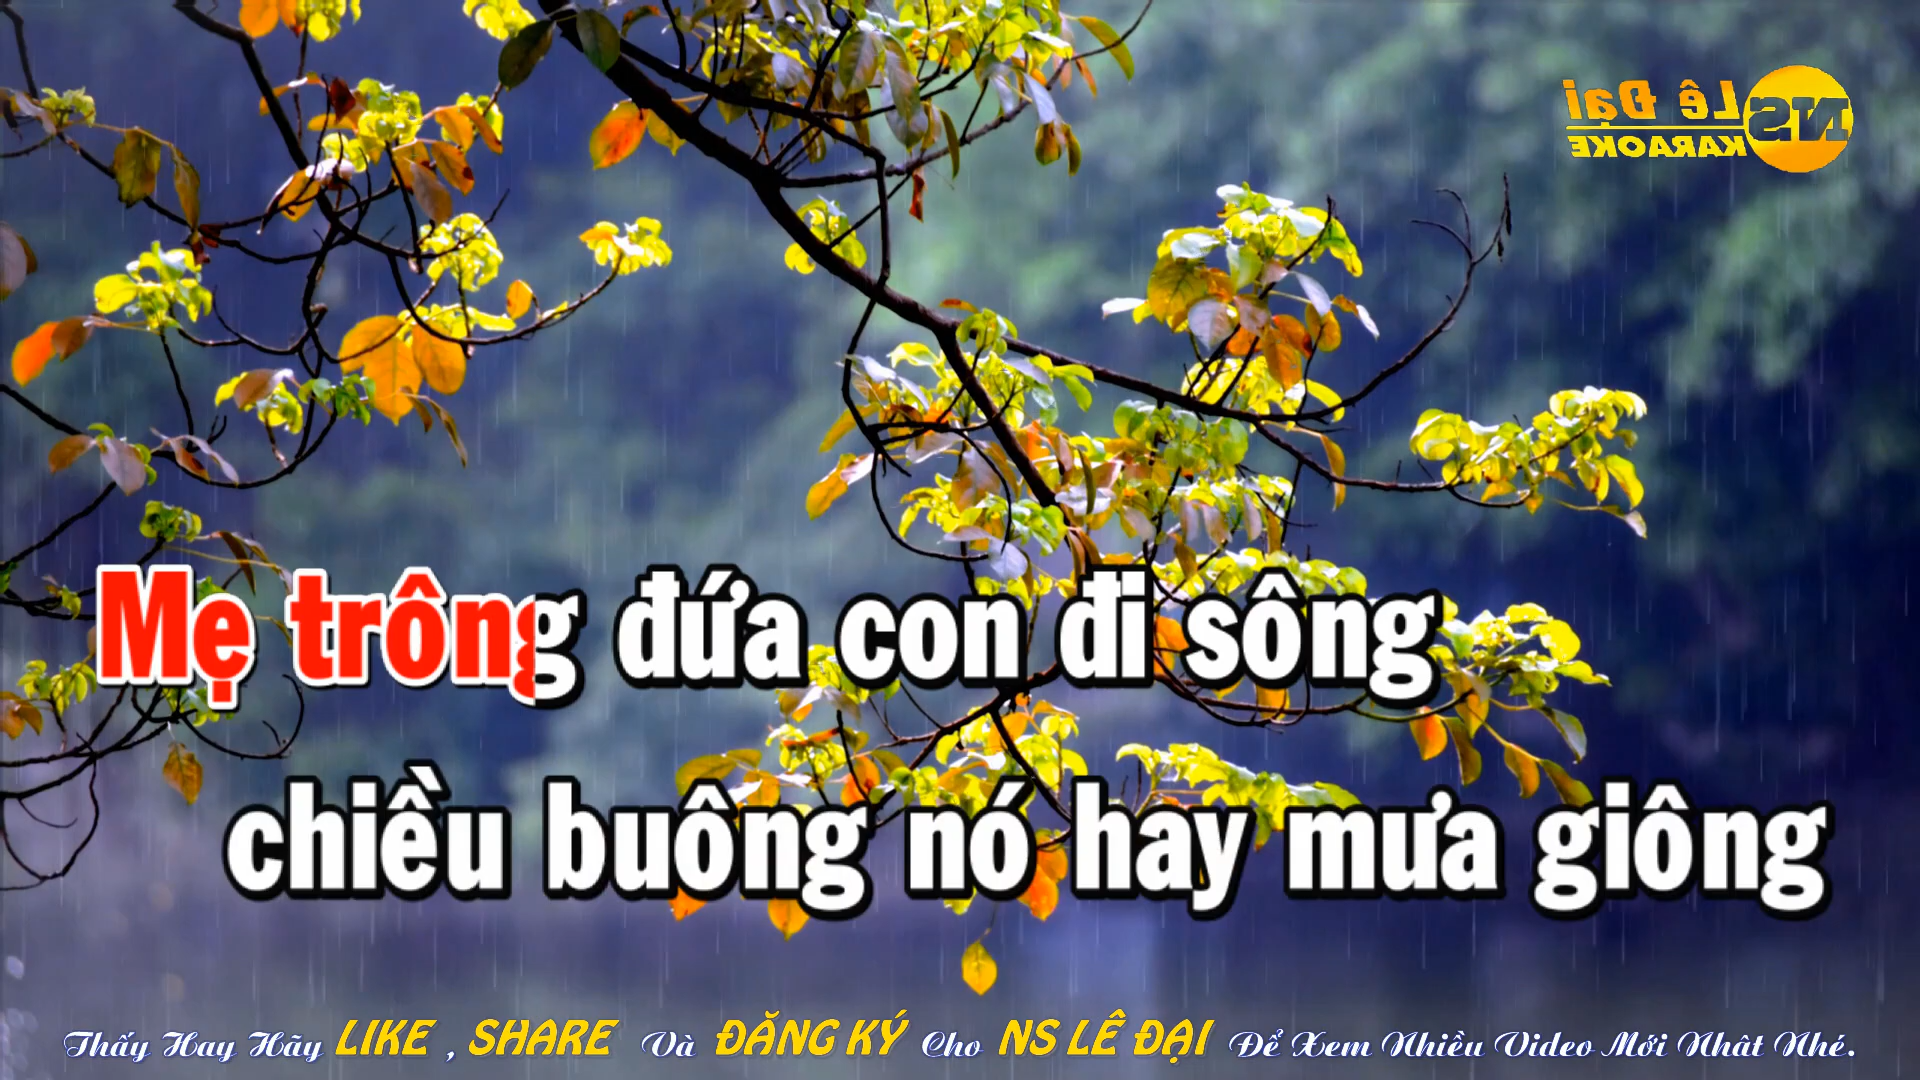 NS Lê Đại
KARAOKE
Mẹ trông đứa con đi sông
chiều buông nó hay mưa giông
Thấy Hay Hãy LIKE , SHARE Và ĐĂNG KÝ Cho NS LÊ ĐẠI Để Xem Nhiều Video Mới Nhât Nhé.